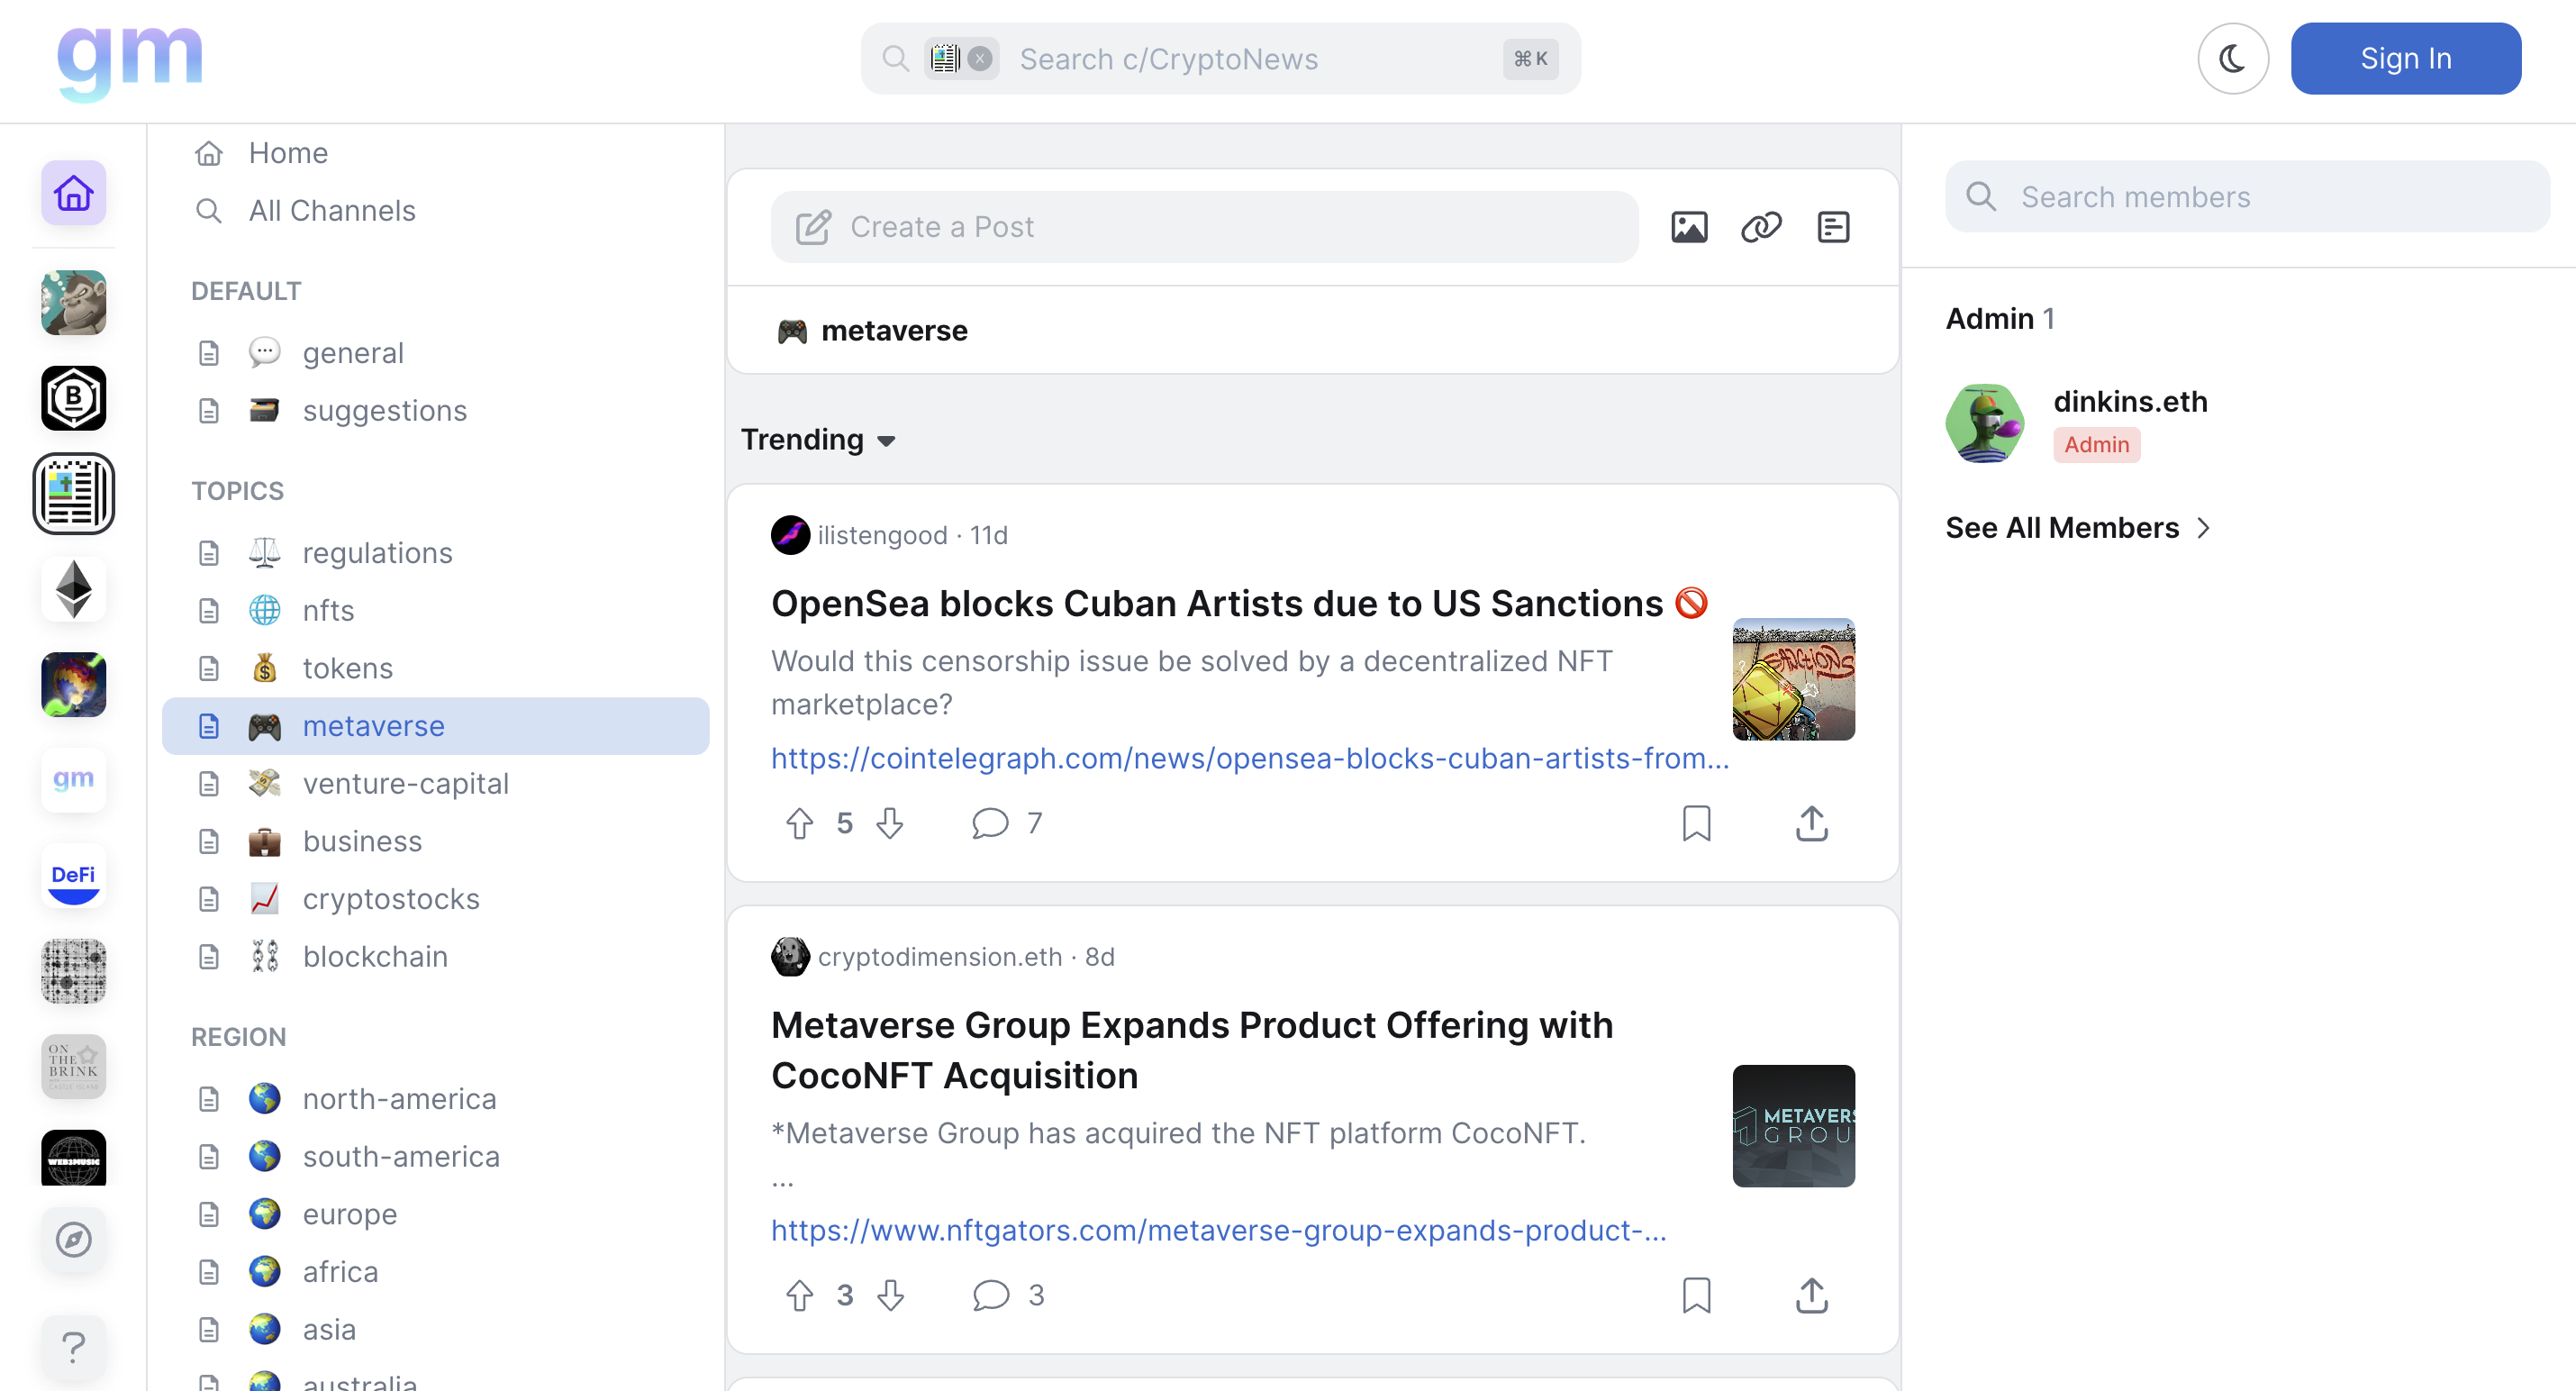 gm
Search c/CryptoNews
⌘ K
Sign In
Home
All Channels
DEFAULT
general
suggestions
TOPICS
regulations
nfts
tokens
metaverse
venture-capital
business
cryptostocks
blockchain
REGION
north-america
south-america
europe
africa
asia
australia
B
gm
DeFi
ON
THE
BRINK
CASTLE ISLAND
WEB3MUSIC
?
Create a Post
metaverse
Trending
ilistengood · 11d
OpenSea blocks Cuban Artists due to US Sanctions 🚫
Would this censorship issue be solved by a decentralized NFT
marketplace?
SANCTIONS
https://cointelegraph.com/news/opensea-blocks-cuban-artists-from...
5
7
cryptodimension.eth · 8d
Metaverse Group Expands Product Offering with
CocoNFT Acquisition
*Metaverse Group has acquired the NFT platform CocoNFT.
...
METAVERS
GROU
https://www.nftgators.com/metaverse-group-expands-product-...
3
3
Search members
Admin 1
dinkins.eth
Admin
See All Members